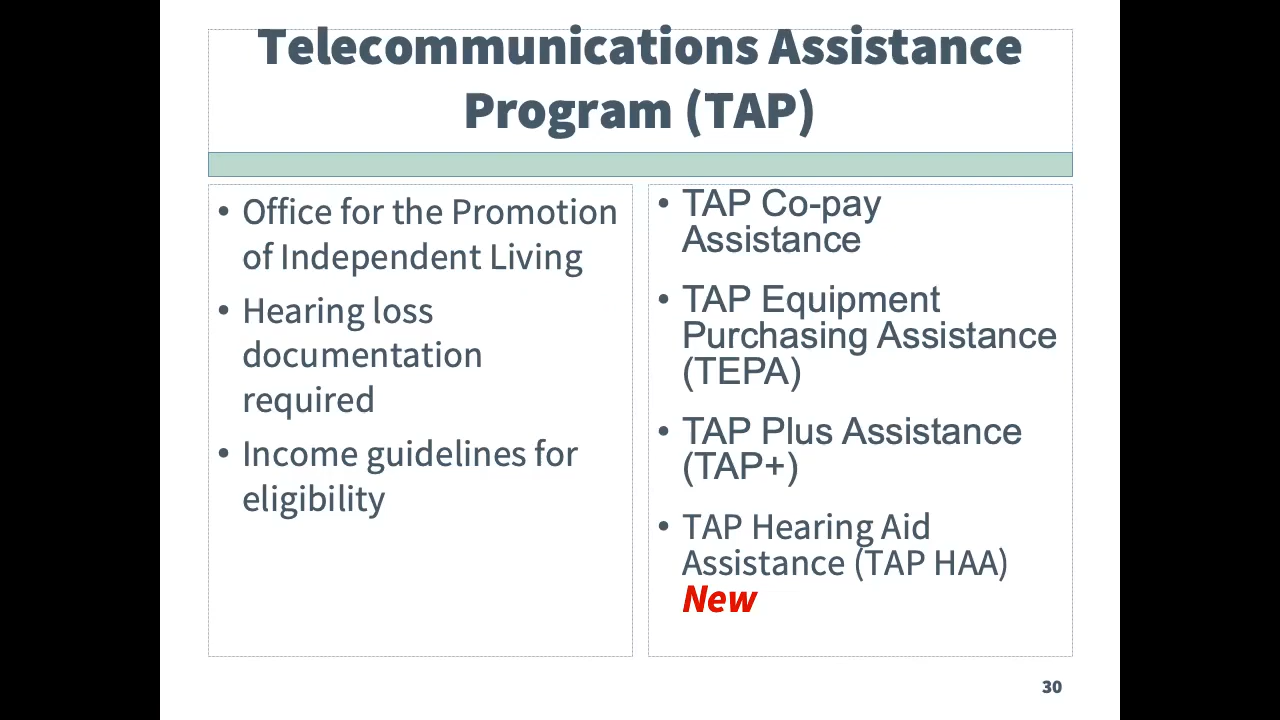 Telecommunications Assistance
Program (TAP)
• Office for the Promotion
of Independent Living
• Hearing loss
documentation
required
• Income guidelines for
eligibility
• TAP Co-pay
Assistance
• TAP Equipment
Purchasing Assistance
(TEPA)
• TAP Plus Assistance
(TAP+)
• TAP Hearing Aid
Assistance (TAP HAA)
New
30